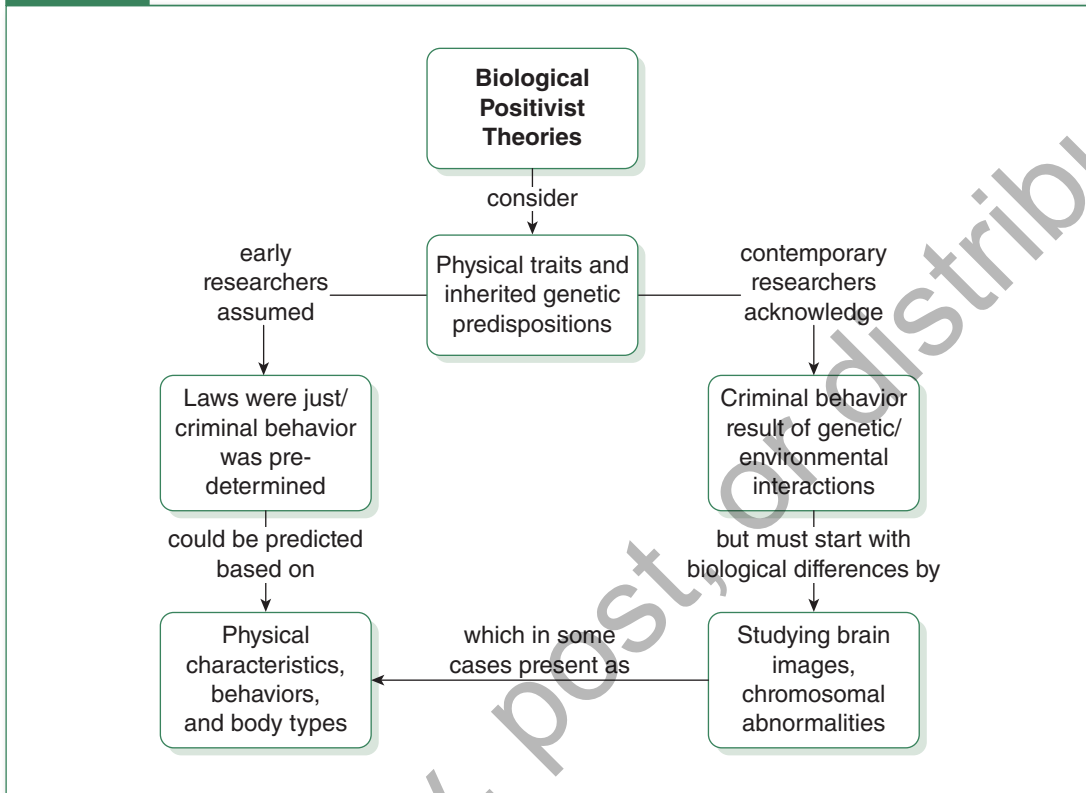 Biological
Positivist
Theories
consider
Physical traits and
inherited genetic
predispositions
early
researchers
assumed
contemporary
researchers
acknowledge
Laws were just/
criminal behavior
was pre-
determined
Criminal behavior
result of genetic/
environmental
interactions
could be predicted
based on
but must start with
biological differences by
Physical
characteristics,
behaviors,
and body types
which in some
cases present as
Studying brain
images,
chromosomal
abnormalities
post, or distribu